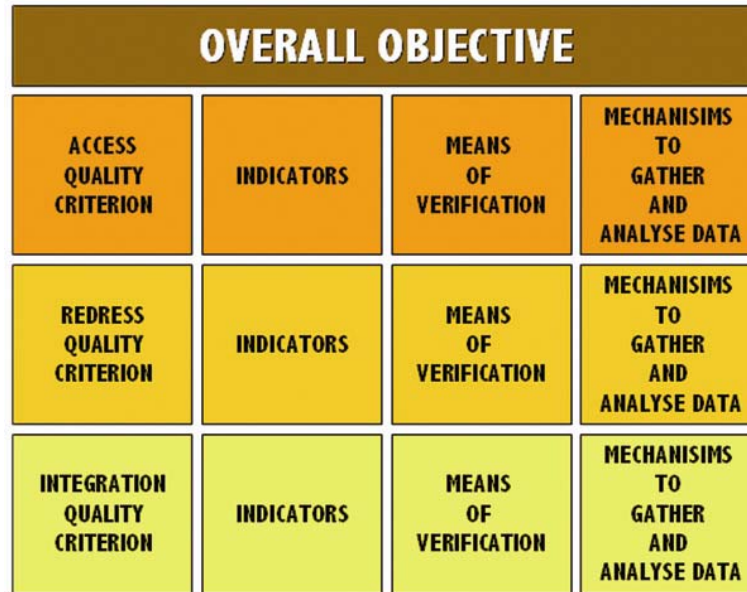 OVERALL OBJECTIVE
ACCESS
QUALITY
CRITERION
INDICATORS
MEANS
OF
VERIFICATION
MECHANISIMS
TO
GATHER
AND
ANALYSE DATA
REDRESS
QUALITY
CRITERION
INDICATORS
MEANS
OF
VERIFICATION
MECHANISIMS
TO
GATHER
AND
ANALYSE DATA
INTEGRATION
QUALITY
CRITERION
INDICATORS
MEANS
OF
VERIFICATION
MECHANISIMS
TO
GATHER
AND
ANALYSE DATA